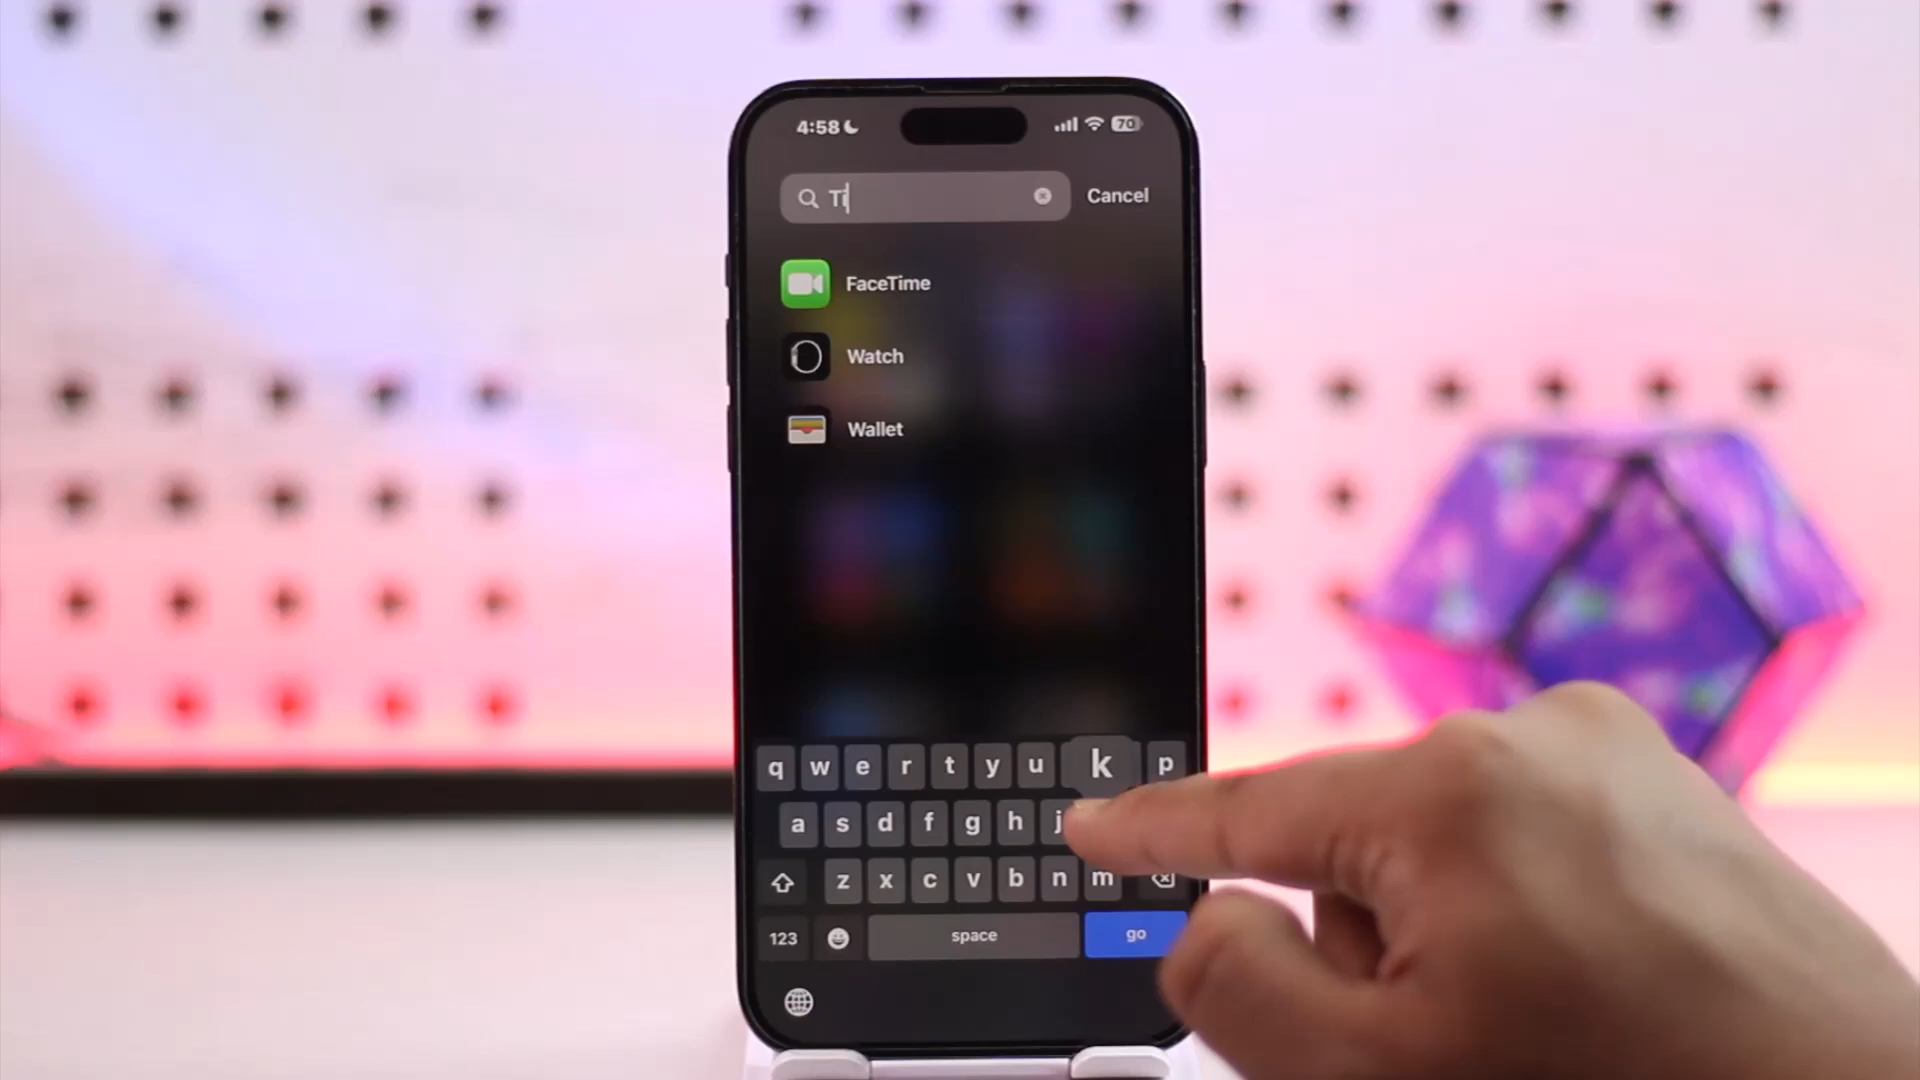 4:58
70
Ti
Cancel
FaceTime
Watch
Wallet
q w e r t y u k p
a s d f g h j
z x c v b n m
123 space go